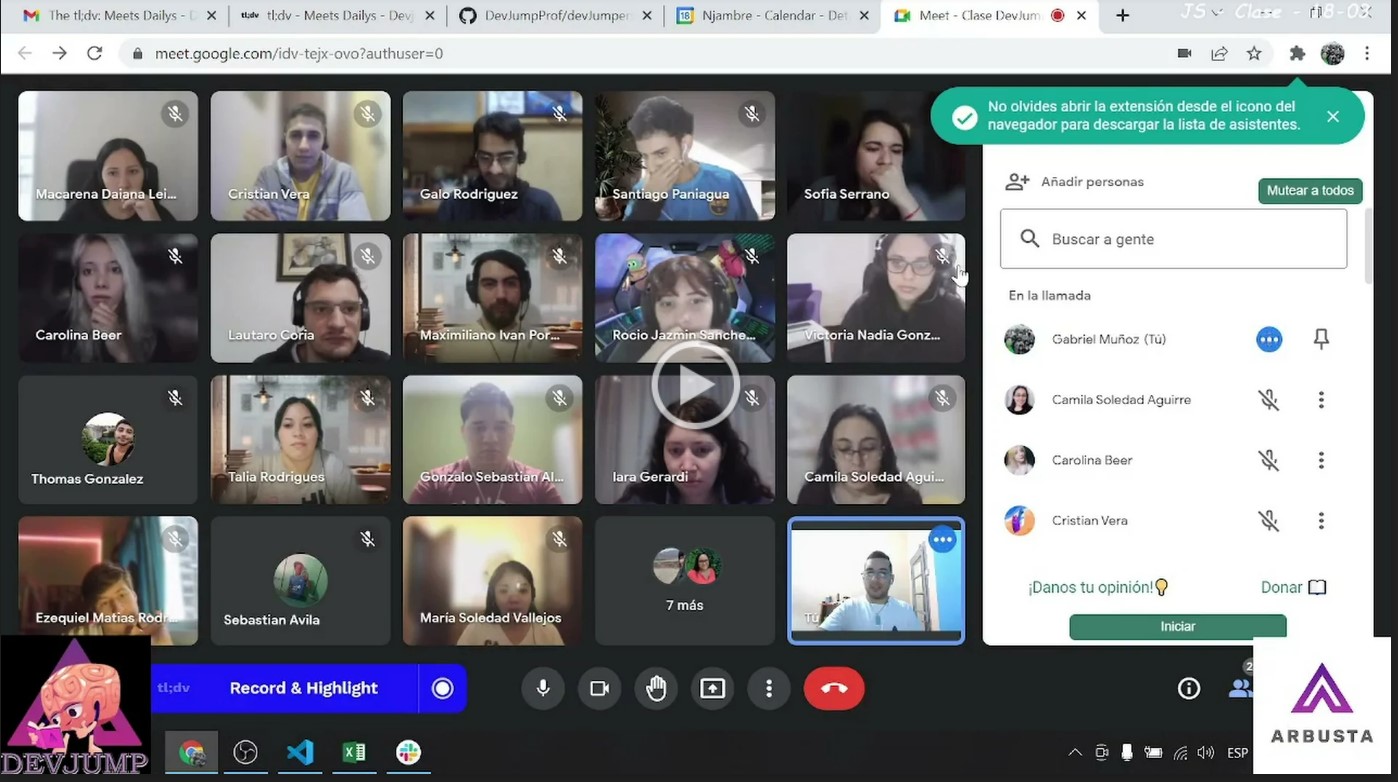 The tl;dv: Meets Dailys - D
tl;dv - Meets Dailys - Dev
DevJumpProf/devJumper
Njambre - Calendar - Det
Meet - Clase DevJum
JS - Clase - 18-03
meet.google.com/idv-tejx-ovo?authuser=0
No olvides abrir la extensión desde el icono del
navegador para descargar la lista de asistentes.
Macarena Daiana Lei...
Cristian Vera
Galo Rodriguez
Santiago Paniagua
Sofia Serrano
Añadir personas
Mutear a todos
Buscar a gente
Carolina Beer
Lautaro Coria
Maximiliano Ivan Por...
Rocio Jazmin Sanche...
Victoria Nadia Gonz...
En la llamada
Gabriel Muñoz (Tú)
Camila Soledad Aguirre
Carolina Beer
Cristian Vera
Thomas Gonzalez
Talia Rodrigues
Gonzalo Sebastian Al...
Iara Gerardi
Camila Soledad Agui...
Ezequiel Matias Rodr...
Sebastian Avila
María Soledad Vallejos
7 más
Tú
¡Danos tu opinión!
Donar
Iniciar
tl;dv
Record & Highlight
2
DEVJUMP
ESP
ARBUSTA